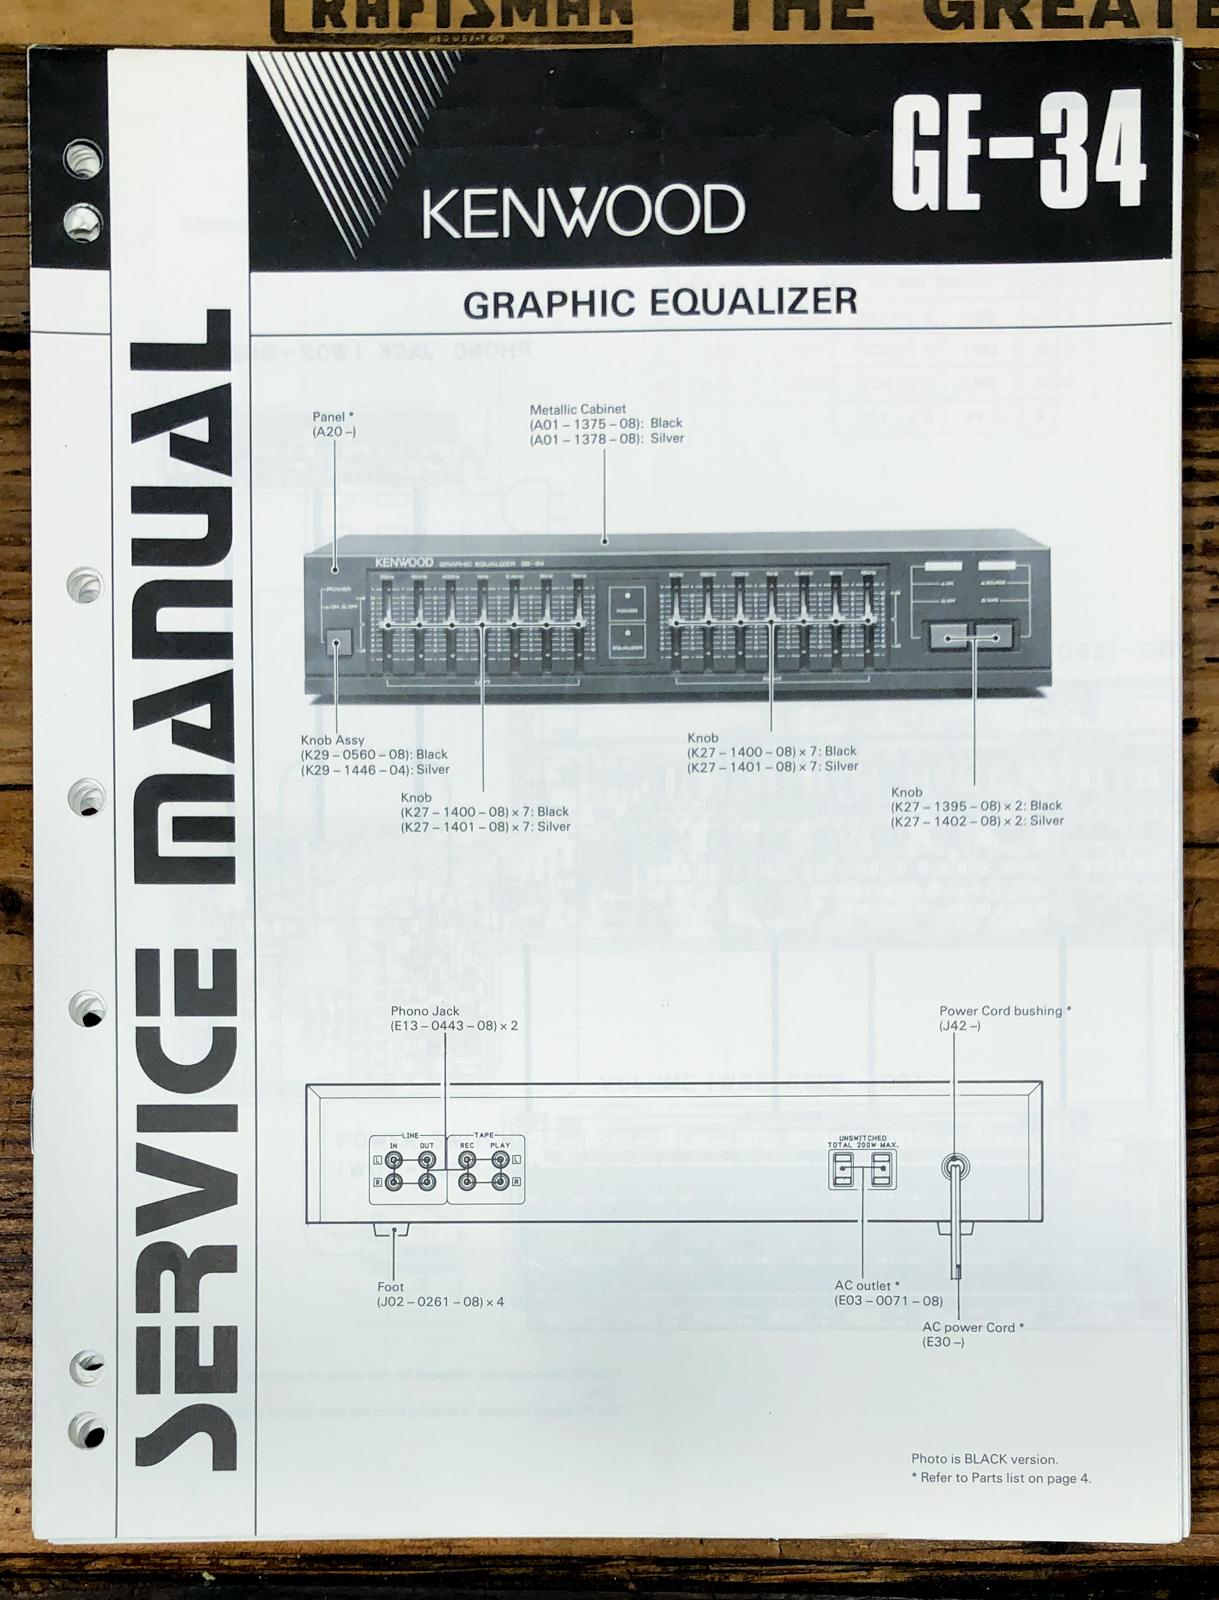 CRAFTSMAN THE GREATE
GE-34
KENWOOD
GRAPHIC EQUALIZER
SERVICE MANUAL
Panel *
(A20 –)
Metallic Cabinet
(A01 – 1375 – 08): Black
(A01 – 1378 – 08): Silver
KENWOOD GRAPHIC EQUALIZER GE-34
POWER
ON OFF
POWER
EQUALIZER
LEFT
RIGHT
Knob Assy
(K29 – 0560 – 08): Black
(K29 – 1446 – 04): Silver
Knob
(K27 – 1400 – 08) × 7: Black
(K27 – 1401 – 08) × 7: Silver
Knob
(K27 – 1400 – 08) × 7: Black
(K27 – 1401 – 08) × 7: Silver
Knob
(K27 – 1395 – 08) × 2: Black
(K27 – 1402 – 08) × 2: Silver
Phono Jack
(E13 – 0443 – 08) × 2
Power Cord bushing *
(J42 –)
LINE TAPE
IN OUT REC PLAY
L L
R R
UNSWITCHED
TOTAL 200W MAX.
Foot
(J02 – 0261 – 08) × 4
AC outlet *
(E03 – 0071 – 08)
AC power Cord *
(E30 –)
Photo is BLACK version.
* Refer to Parts list on page 4.